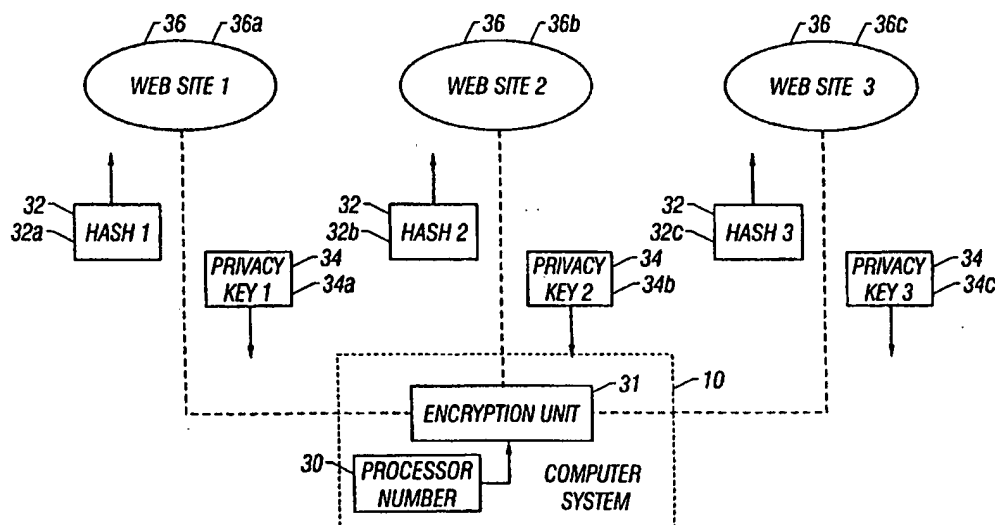 36 36a 36 36b 36 36c
WEB SITE 1 WEB SITE 2 WEB SITE 3
32 32 32
32a HASH 1 32b HASH 2 32c HASH 3
PRIVACY 34 PRIVACY 34 PRIVACY 34
KEY 1 34a KEY 2 34b KEY 3 34c
31 10
ENCRYPTION UNIT
30 PROCESSOR
NUMBER
COMPUTER
SYSTEM